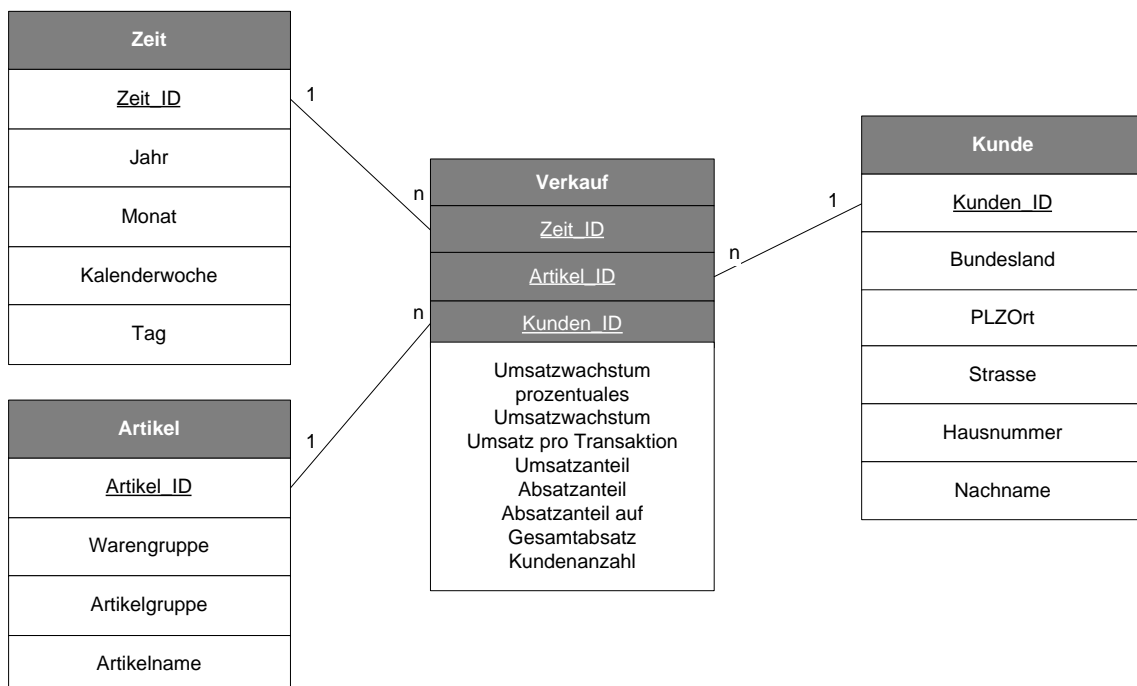 Zeit
Zeit_ID
Jahr
Monat
Kalenderwoche
Tag
1
n
Artikel
Artikel_ID
Warengruppe
Artikelgruppe
Artikelname
1
n
Verkauf
Zeit_ID
Artikel_ID
Kunden_ID
Umsatzwachstum
prozentuales
Umsatzwachstum
Umsatz pro Transaktion
Umsatzanteil
Absatzanteil
Absatzanteil auf
Gesamtabsatz
Kundenanzahl
n
1
Kunde
Kunden_ID
Bundesland
PLZOrt
Strasse
Hausnummer
Nachname